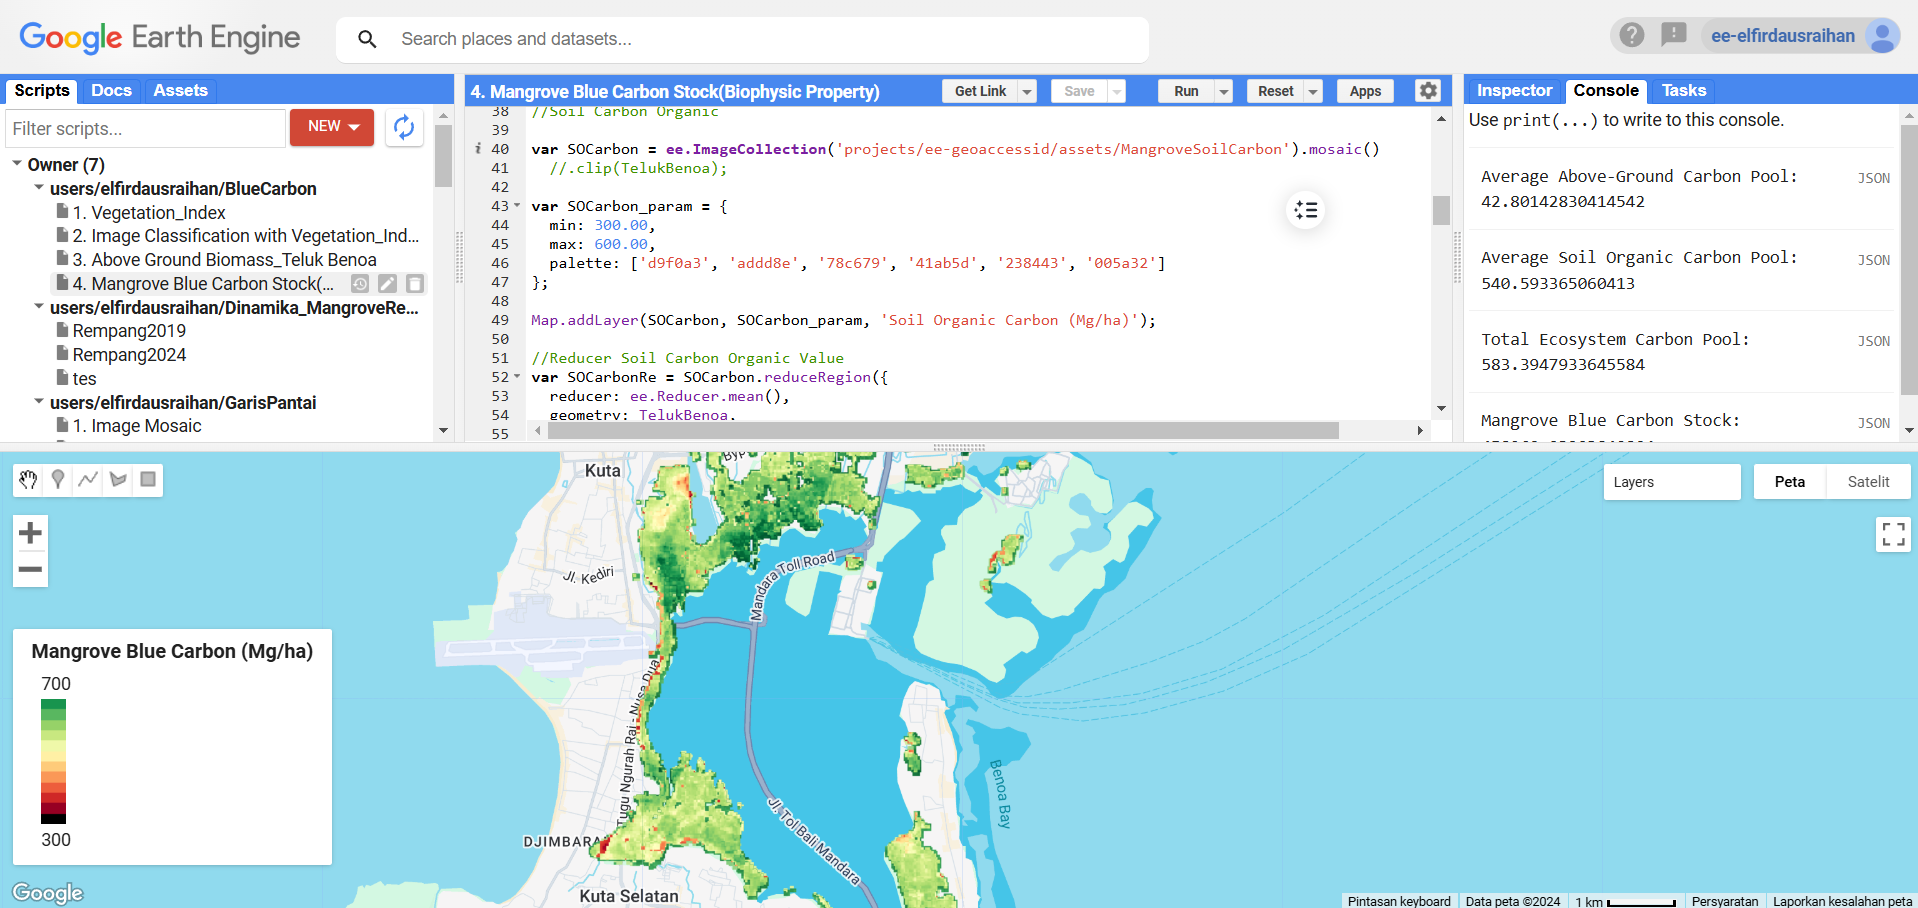 Google Earth Engine
Search places and datasets...
ee-elfirdausraihan
Scripts
Docs
Assets
Filter scripts...
NEW
Owner (7)
users/elfirdausraihan/BlueCarbon
1. Vegetation_Index
2. Image Classification with Vegetation_Ind...
3. Above Ground Biomass_Teluk Benoa
4. Mangrove Blue Carbon Stock(...
users/elfirdausraihan/Dinamika_MangroveRe...
Rempang2019
Rempang2024
tes
users/elfirdausraihan/GarisPantai
1. Image Mosaic
4. Mangrove Blue Carbon Stock(Biophysic Property)
Get Link
Save
Run
Reset
Apps
38 //Soil Carbon Organic
39
40 var SOCarbon = ee.ImageCollection('projects/ee-geoaccessid/assets/MangroveSoilCarbon').mosaic()
41 //.clip(TelukBenoa);
42
43 var SOCarbon_param = {
44 min: 300.00,
45 max: 600.00,
46 palette: ['d9f0a3', 'addd8e', '78c679', '41ab5d', '238443', '005a32']
47 };
48
49 Map.addLayer(SOCarbon, SOCarbon_param, 'Soil Organic Carbon (Mg/ha)');
50
51 //Reducer Soil Carbon Organic Value
52 var SOCarbonRe = SOCarbon.reduceRegion({
53 reducer: ee.Reducer.mean(),
54 geometry: TelukBenoa,
55
Inspector
Console
Tasks
Use print(...) to write to this console.
Average Above-Ground Carbon Pool:
JSON
42.80142830414542
Average Soil Organic Carbon Pool:
JSON
540.593365060413
Total Ecosystem Carbon Pool:
JSON
583.3947933645584
Mangrove Blue Carbon Stock:
JSON
Layers
Peta
Satelit
Kuta
Byp
Jl. Kediri
Mandara Toll Road
Tugu Ngurah Rai - Nusa Dua
Jl. Tol Bali Mandara
Benoa Bay
DJIMBARA
Kuta Selatan
Mangrove Blue Carbon (Mg/ha)
700
300
Google
Pintasan keyboard
Data peta ©2024
1 km
Persyaratan
Laporkan kesalahan peta